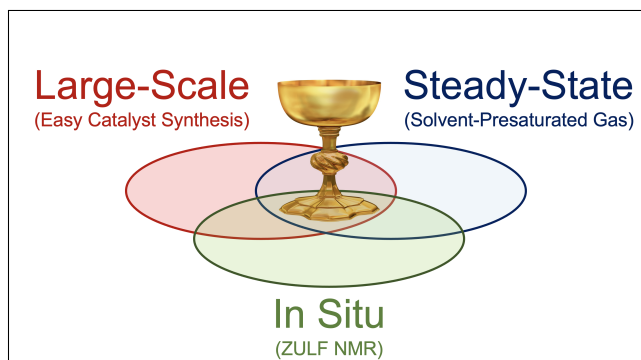 Large-Scale
(Easy Catalyst Synthesis)
Steady-State
(Solvent-Presaturated Gas)
In Situ
(ZULF NMR)